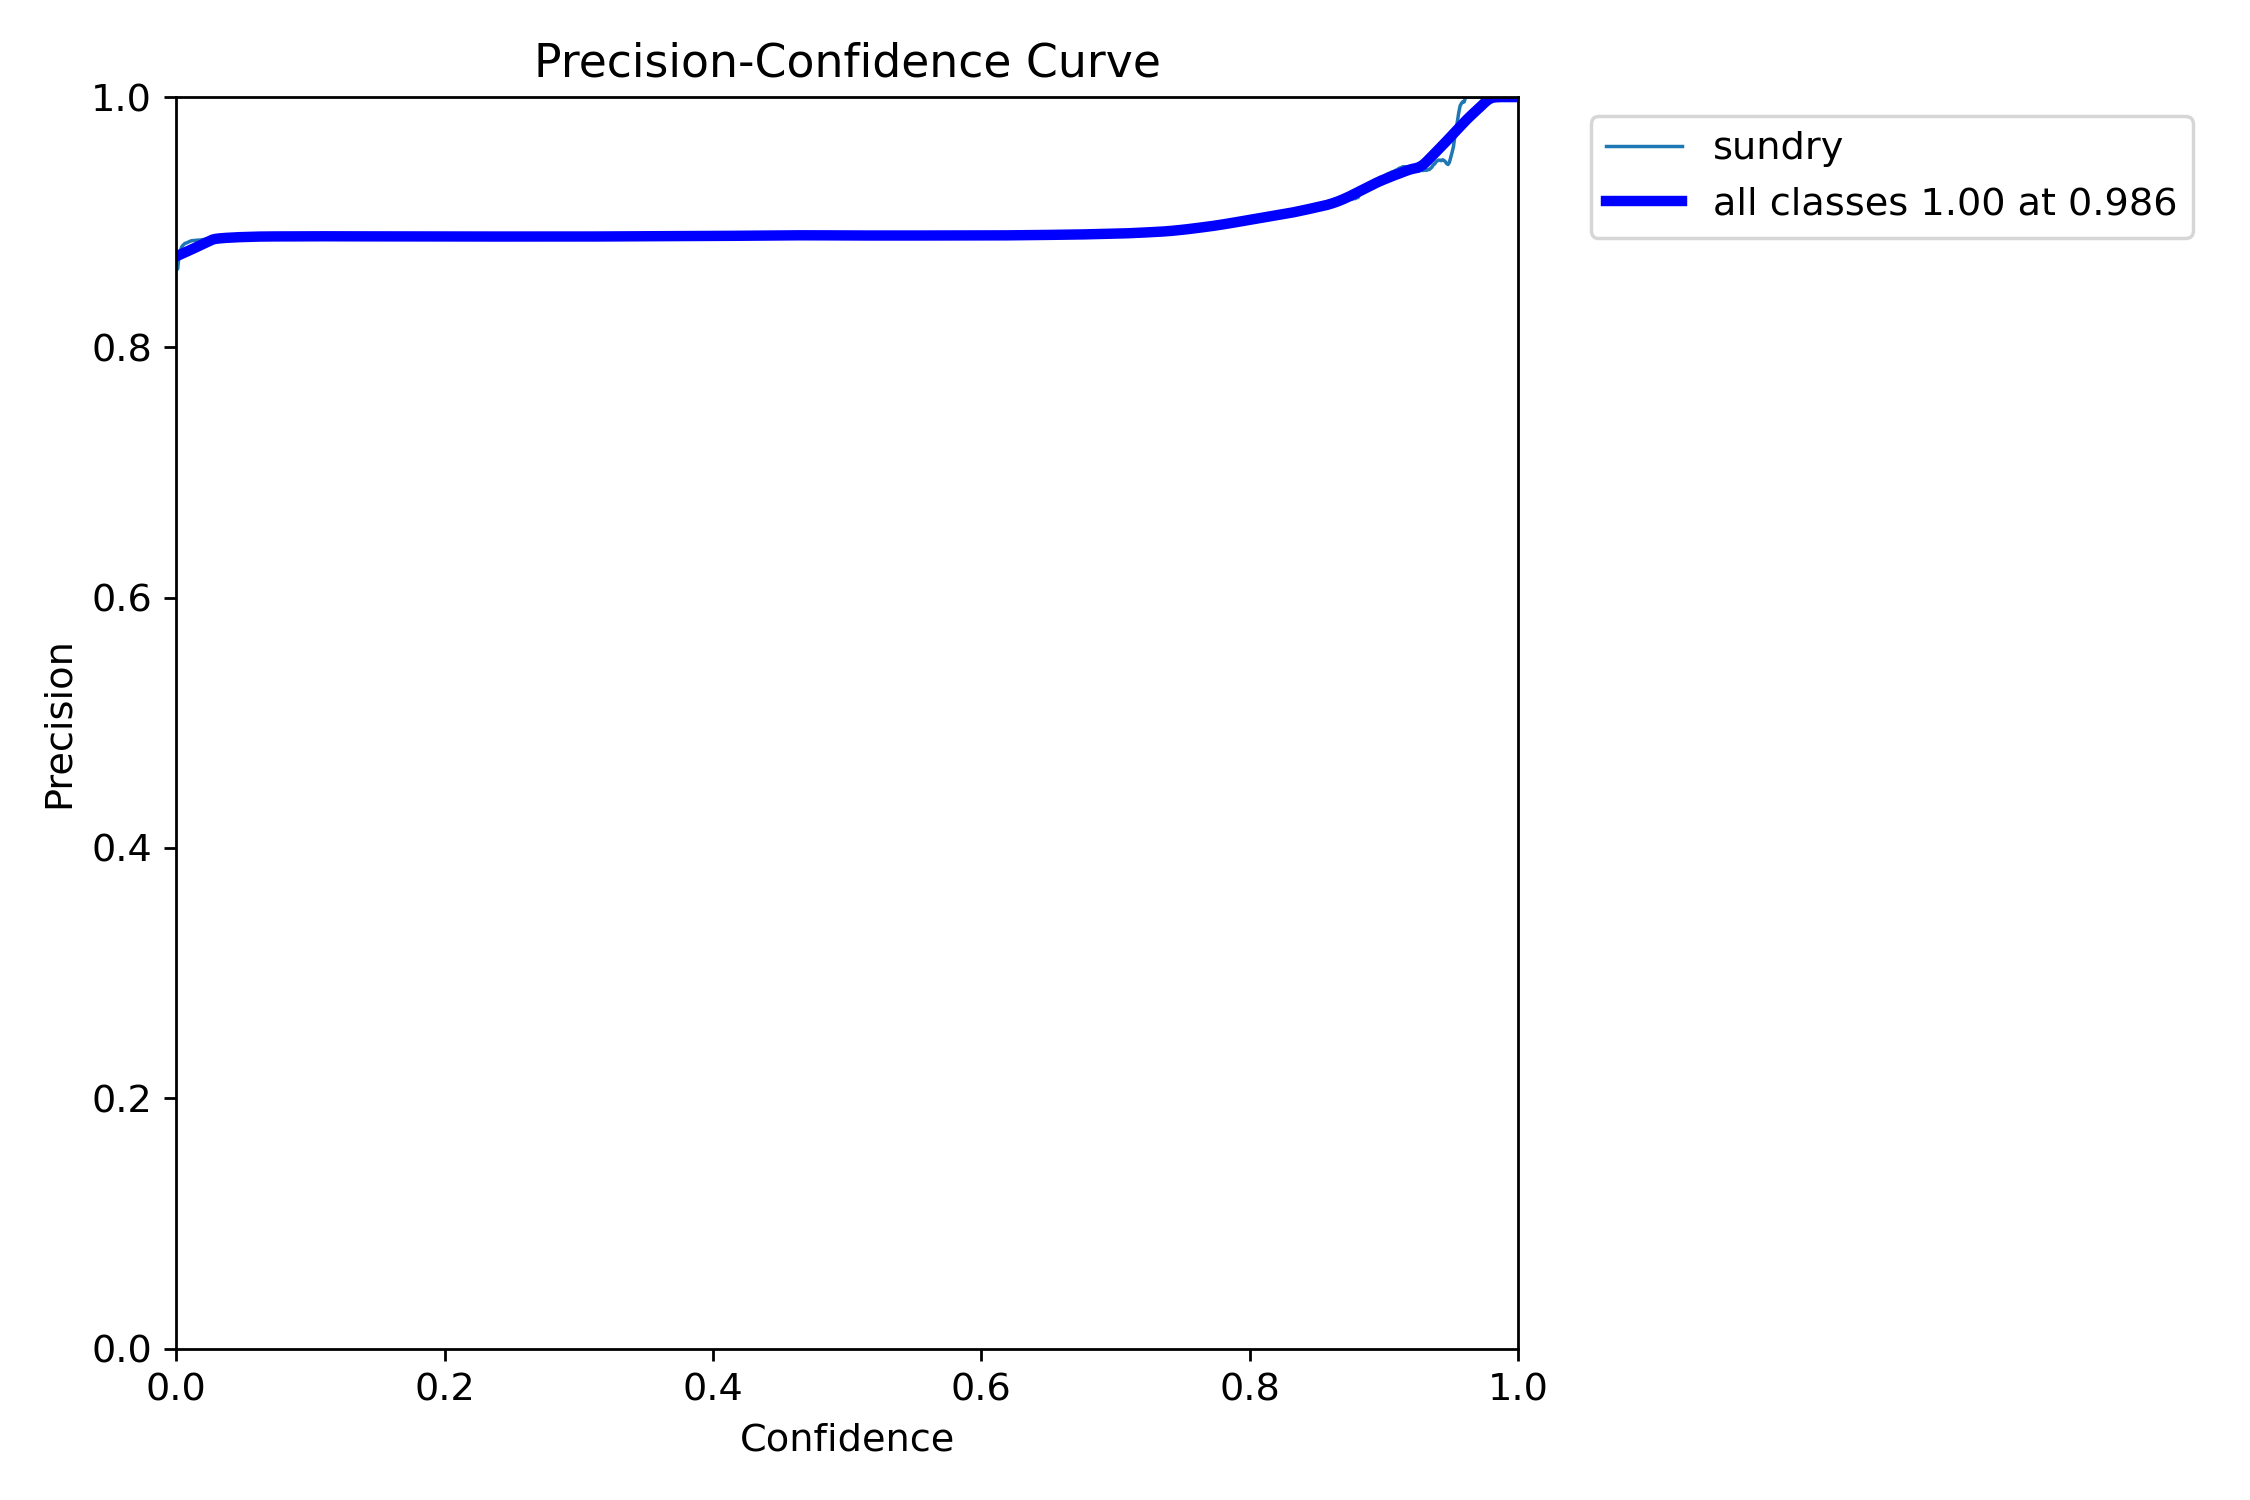 Precision-Confidence Curve
1.0
0.8
0.6
0.4
0.2
0.0
Precision
0.0 0.2 0.4 0.6 0.8 1.0
Confidence
sundry
all classes 1.00 at 0.986